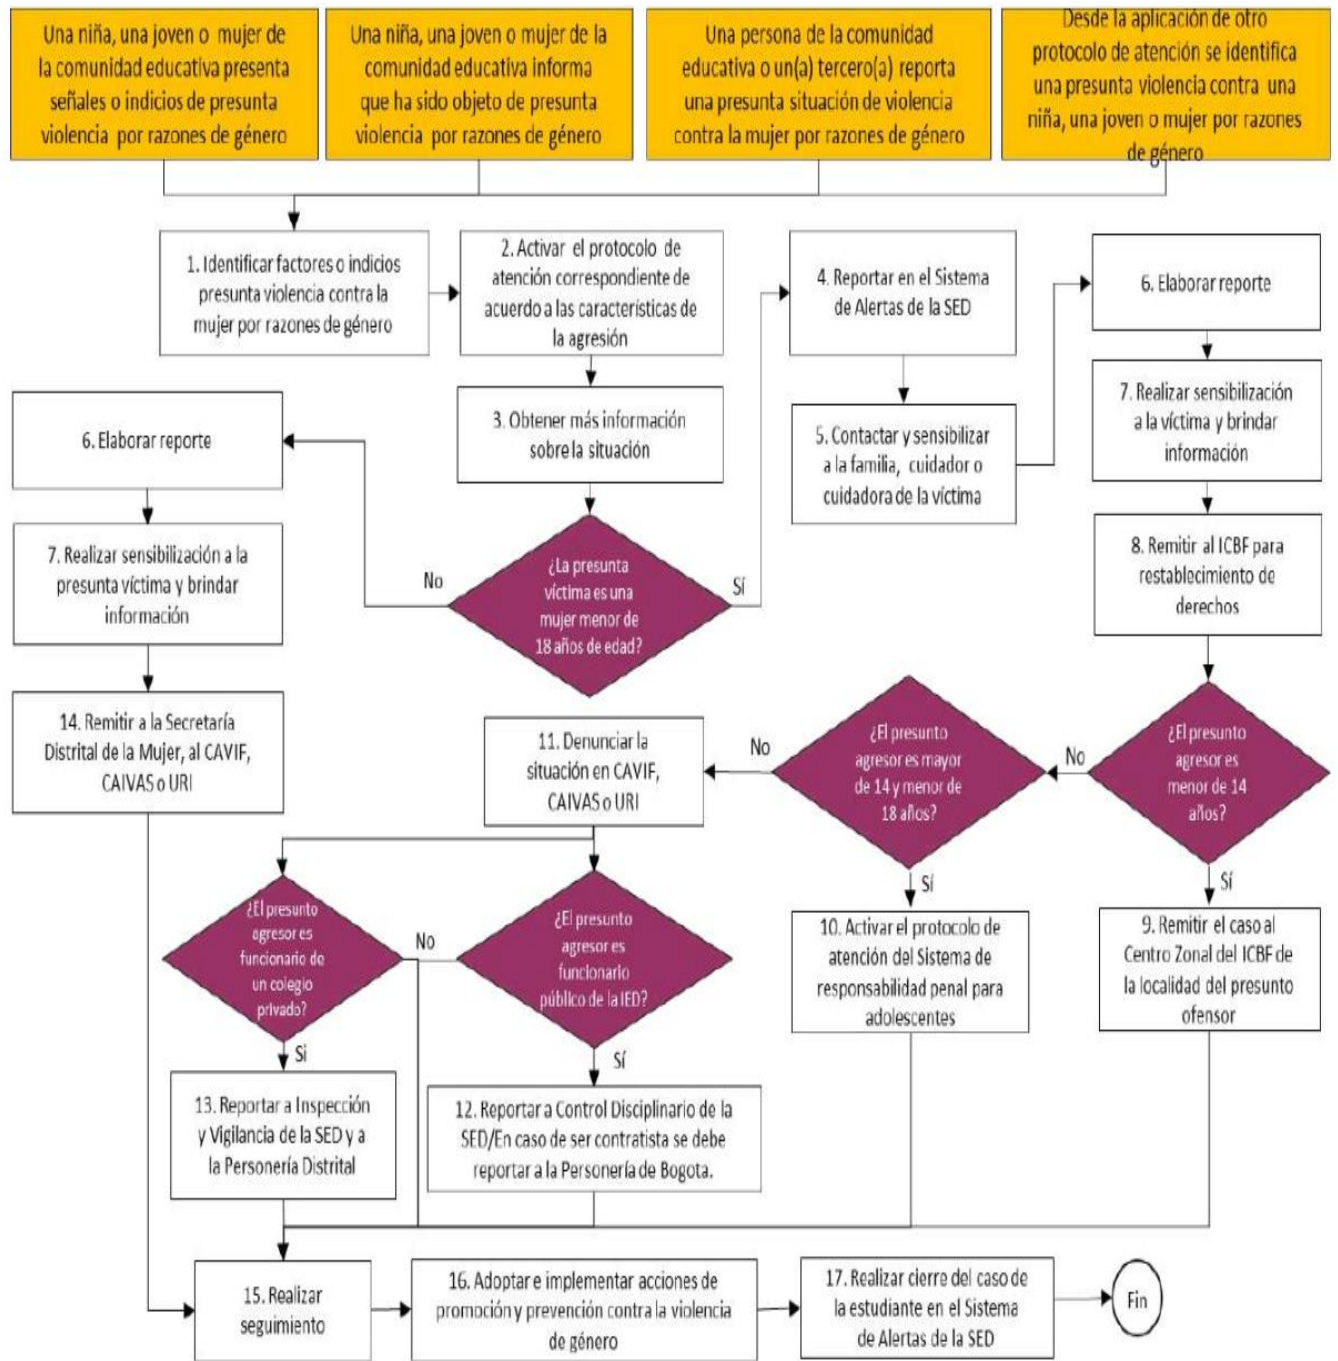 Una niña, una joven o mujer de
la comunidad educativa presenta
señales o indicios de presunta
violencia por razones de género
Una niña, una joven o mujer de la
comunidad educativa informa
que ha sido objeto de presunta
violencia por razones de género
Una persona de la comunidad
educativa o un(a) tercero(a) reporta
una presunta situación de violencia
contra la mujer por razones de género
Desde la aplicación de otro
protocolo de atención se identifica
una presunta violencia contra una
niña, una joven o mujer por razones
de género
1. Identificar factores o indicios
presunta violencia contra la
mujer por razones de género
2. Activar el protocolo de
atención correspondiente de
acuerdo a las características de
la agresión
4. Reportar en el Sistema
de Alertas de la SED
6. Elaborar reporte
3. Obtener más información
sobre la situación
6. Elaborar reporte
5. Contactar y sensibilizar
a la familia, cuidador o
cuidadora de la víctima
7. Realizar sensibilización
a la víctima y brindar
información
7. Realizar sensibilización a la
presunta víctima y brindar
información
No
¿La presunta
víctima es una
mujer menor de
18 años de edad?
Sí
8. Remitir al ICBF para
restablecimiento de
derechos
14. Remitir a la Secretaría
Distrital de la Mujer, al CAVIF,
CAIVAS o URI
11. Denunciar la
situación en CAVIF,
CAIVAS o URI
No
¿El presunto
agresor es mayor
de 14 y menor de
18 años?
No
¿El presunto
agresor es
menor de 14
años?
Sí
Sí
¿El presunto
agresor es
funcionario de
un colegio
privado?
No
¿El presunto
agresor es
funcionario
público de la IED?
10. Activar el protocolo de
atención del Sistema de
responsabilidad penal para
adolescentes
9. Remitir el caso al
Centro Zonal del ICBF de
la localidad del presunto
ofensor
Sí
Sí
13. Reportar a Inspección
y Vigilancia de la SED y a
la Personería Distrital
12. Reportar a Control Disciplinario de la
SED/En caso de ser contratista se debe
reportar a la Personería de Bogota.
15. Realizar
seguimiento
16. Adoptar e implementar acciones de
promoción y prevención contra la violencia
de género
17. Realizar cierre del caso de
la estudiante en el Sistema
de Alertas de la SED
Fin